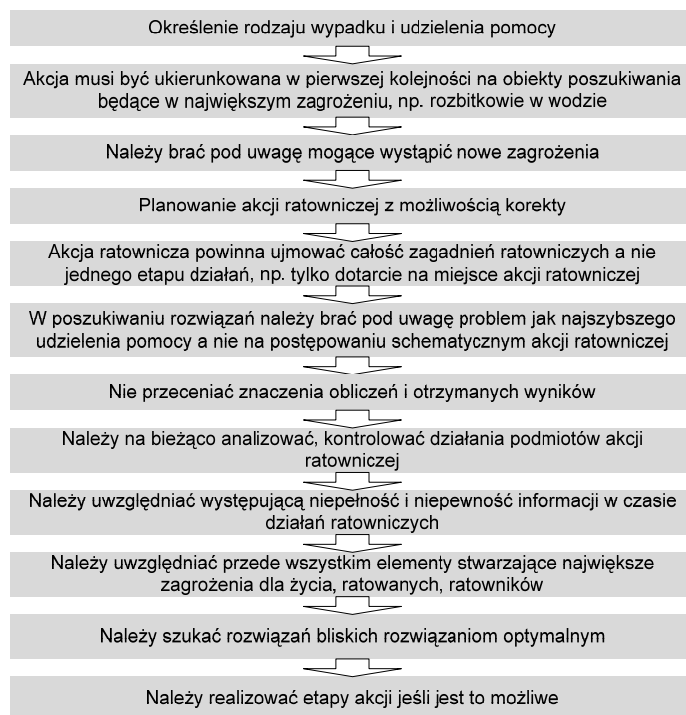 Określenie rodzaju wypadku i udzielenia pomocy
Akcja musi być ukierunkowana w pierwszej kolejności na obiekty poszukiwania
będące w największym zagrożeniu, np. rozbitkowie w wodzie
Należy brać pod uwagę mogące wystąpić nowe zagrożenia
Planowanie akcji ratowniczej z możliwością korekty
Akcja ratownicza powinna ujmować całość zagadnień ratowniczych a nie
jednego etapu działań, np. tylko dotarcie na miejsce akcji ratowniczej
W poszukiwaniu rozwiązań należy brać pod uwagę problem jak najszybszego
udzielenia pomocy a nie na postępowaniu schematycznym akcji ratowniczej
Nie przeceniać znaczenia obliczeń i otrzymanych wyników
Należy na bieżąco analizować, kontrolować działania podmiotów akcji
ratowniczej
Należy uwzględniać występującą niepełność i niepewność informacji w czasie
działań ratowniczych
Należy uwzględniać przede wszystkim elementy stwarzające największe
zagrożenia dla życia, ratowanych, ratowników
Należy szukać rozwiązań bliskich rozwiązaniom optymalnym
Należy realizować etapy akcji jeśli jest to możliwe